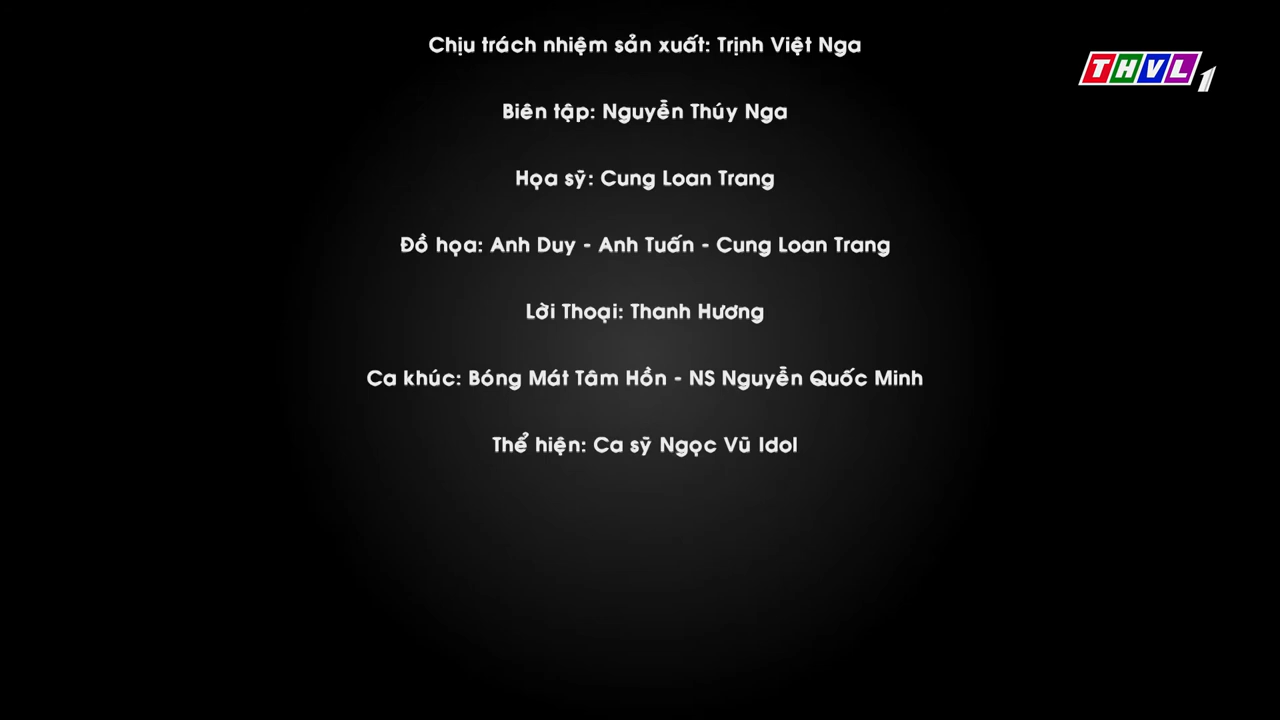 Chịu trách nhiệm sản xuất: Trịnh Việt Nga
THVL1
Biên tập: Nguyễn Thúy Nga
Họa sỹ: Cung Loan Trang
Đồ họa: Anh Duy - Anh Tuấn - Cung Loan Trang
Lời Thoại: Thanh Hương
Ca khúc: Bóng Mát Tâm Hồn - NS Nguyễn Quốc Minh
Thể hiện: Ca sỹ Ngọc Vũ Idol